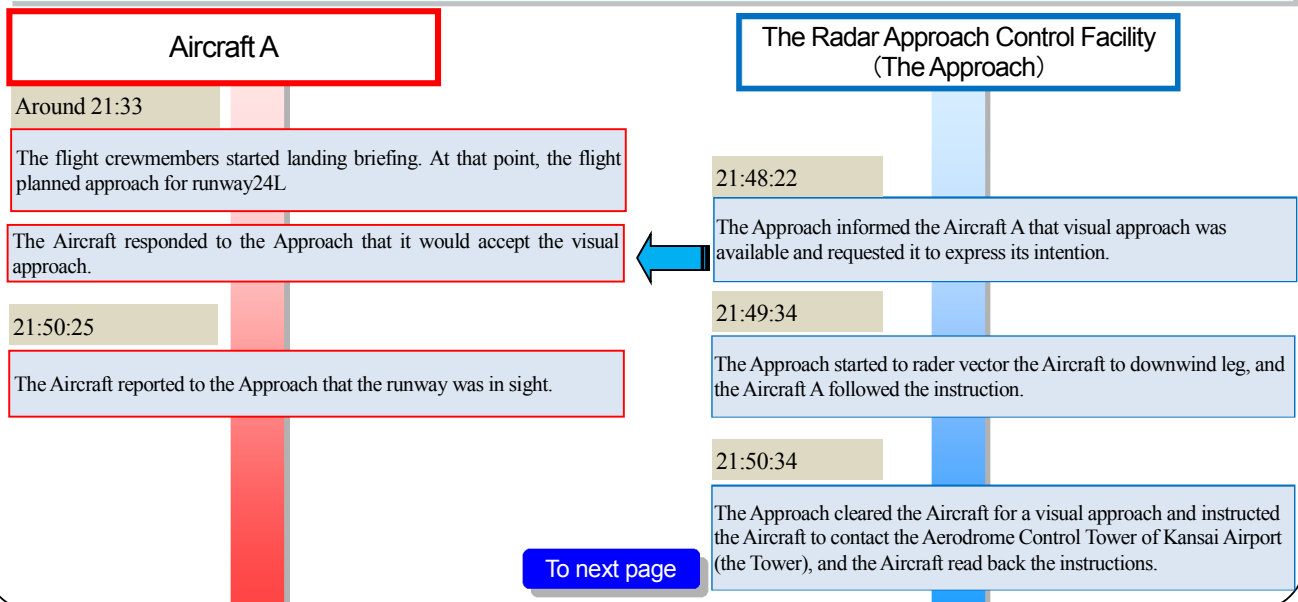 Aircraft A
Around 21:33
The flight crewmembers started landing briefing. At that point, the flight
planned approach for runway24L
The Aircraft responded to the Approach that it would accept the visual
approach.
21:50:25
The Aircraft reported to the Approach that the runway was in sight.
The Radar Approach Control Facility
（The Approach）
21:48:22
The Approach informed the Aircraft A that visual approach was
available and requested it to express its intention.
21:49:34
The Approach started to rader vector the Aircraft to downwind leg, and
the Aircraft A followed the instruction.
21:50:34
The Approach cleared the Aircraft for a visual approach and instructed
the Aircraft to contact the Aerodrome Control Tower of Kansai Airport
(the Tower), and the Aircraft read back the instructions.
To next page